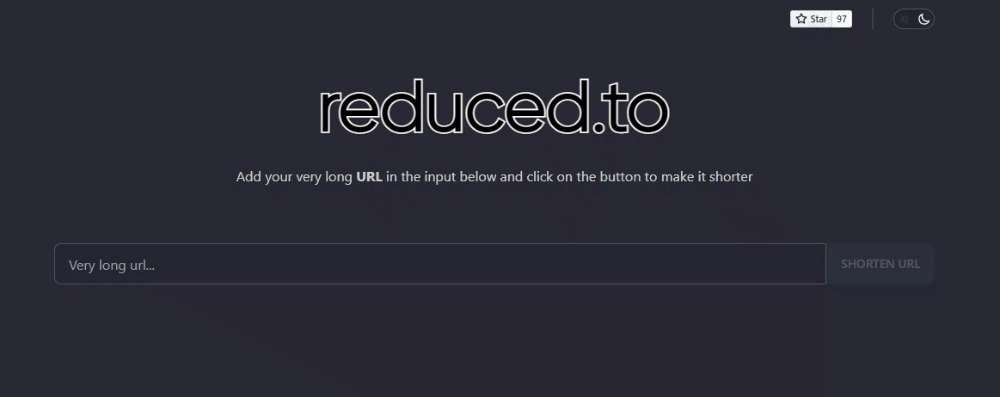 Star 97
reduced.to
Add your very long URL in the input below and click on the button to make it shorter
Very long url...
SHORTEN URL